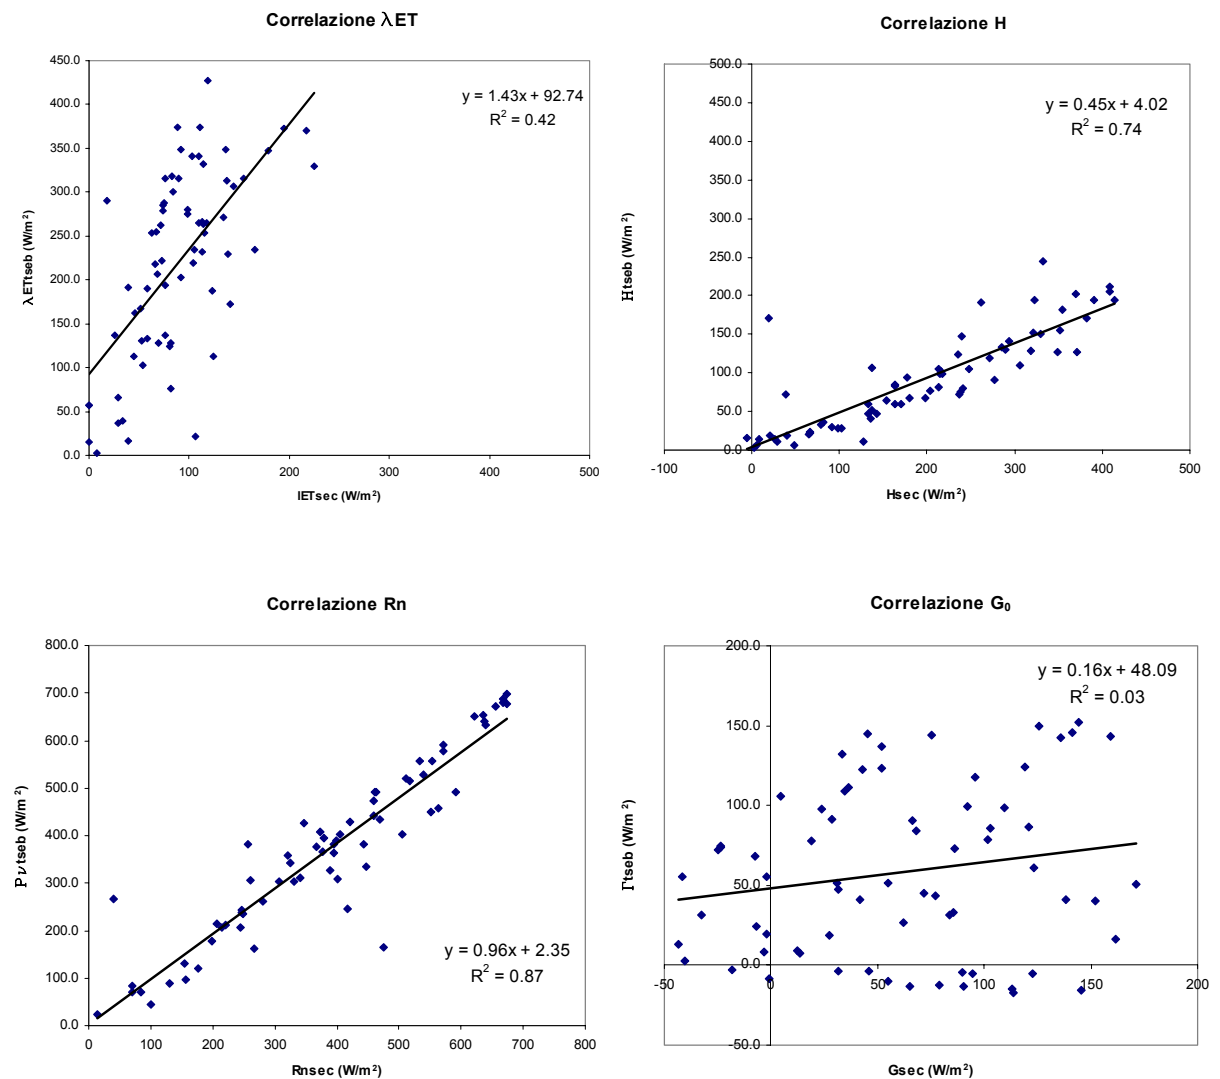 Correlazione λET
450.0
400.0
350.0
300.0
250.0
200.0
150.0
100.0
50.0
0.0
y = 1.43x + 92.74
R² = 0.42
λETtseb (W/m²)
0 100 200 300 400 500
lETsec (W/m²)
Correlazione H
500.0
450.0
400.0
350.0
300.0
250.0
200.0
150.0
100.0
50.0
0.0
y = 0.45x + 4.02
R² = 0.74
Htseb (W/m²)
-100 0 100 200 300 400 500
Hsec (W/m²)
Correlazione Rn
800.0
700.0
600.0
500.0
400.0
300.0
200.0
100.0
0.0
y = 0.96x + 2.35
R² = 0.87
Ρνtseb (W/m²)
0 100 200 300 400 500 600 700 800
Rnsec (W/m²)
Correlazione G₀
200.0
150.0
100.0
50.0
0.0
-50.0
y = 0.16x + 48.09
R² = 0.03
Γtseb (W/m²)
-50 0 50 100 150 200
Gsec (W/m²)